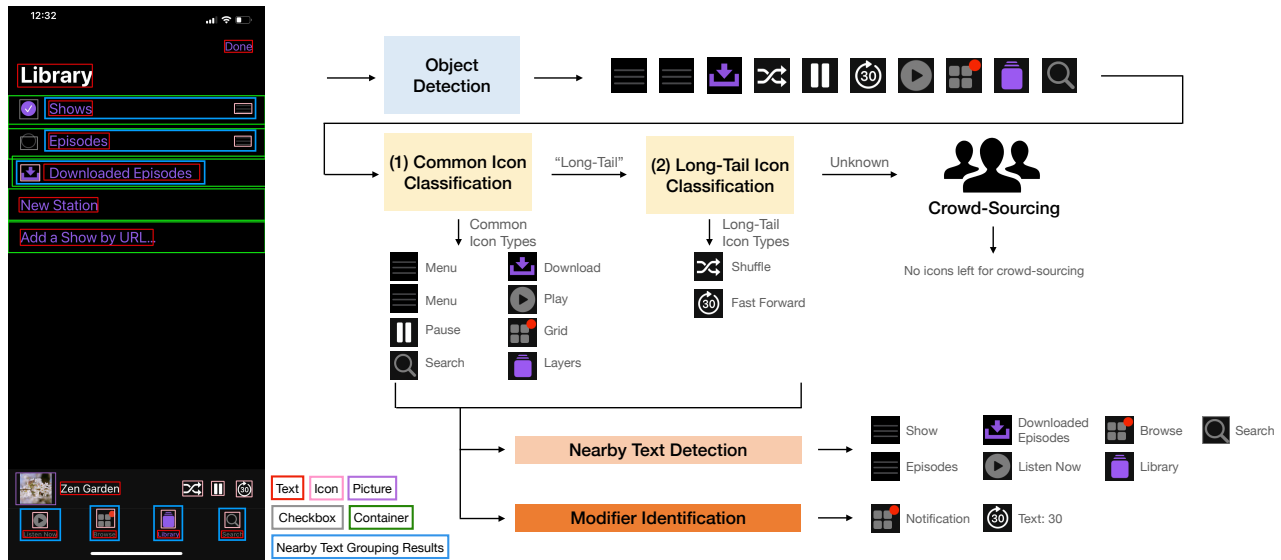 12:32
Done
Library
Shows
Episodes
Downloaded Episodes
New Station
Add a Show by URL...
Zen Garden
30
Listen Now
Browse
Library
Search
Text
Icon
Picture
Checkbox
Container
Nearby Text Grouping Results
Object
Detection
30
(1) Common Icon
Classification
“Long-Tail”
(2) Long-Tail Icon
Classification
Unknown
Crowd-Sourcing
No icons left for crowd-sourcing
Common
Icon Types
Menu
Download
Menu
Play
Pause
Grid
Search
Layers
Long-Tail
Icon Types
Shuffle
30
Fast Forward
Nearby Text Detection
Show
Downloaded
Episodes
Browse
Search
Episodes
Listen Now
Library
Modifier Identification
Notification
30
Text: 30